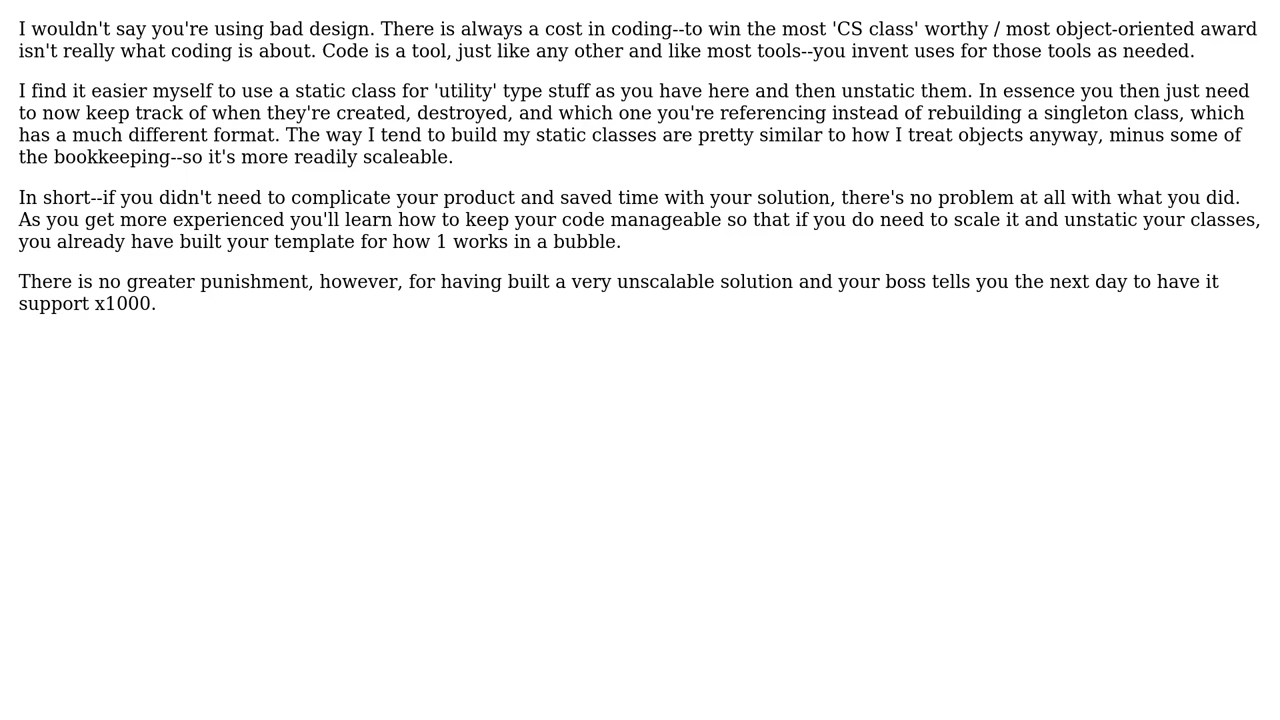 I wouldn't say you're using bad design. There is always a cost in coding--to win the most 'CS class' worthy / most object-oriented award
isn't really what coding is about. Code is a tool, just like any other and like most tools--you invent uses for those tools as needed.
I find it easier myself to use a static class for 'utility' type stuff as you have here and then unstatic them. In essence you then just need
to now keep track of when they're created, destroyed, and which one you're referencing instead of rebuilding a singleton class, which
has a much different format. The way I tend to build my static classes are pretty similar to how I treat objects anyway, minus some of
the bookkeeping--so it's more readily scaleable.
In short--if you didn't need to complicate your product and saved time with your solution, there's no problem at all with what you did.
As you get more experienced you'll learn how to keep your code manageable so that if you do need to scale it and unstatic your classes,
you already have built your template for how 1 works in a bubble.
There is no greater punishment, however, for having built a very unscalable solution and your boss tells you the next day to have it
support x1000.